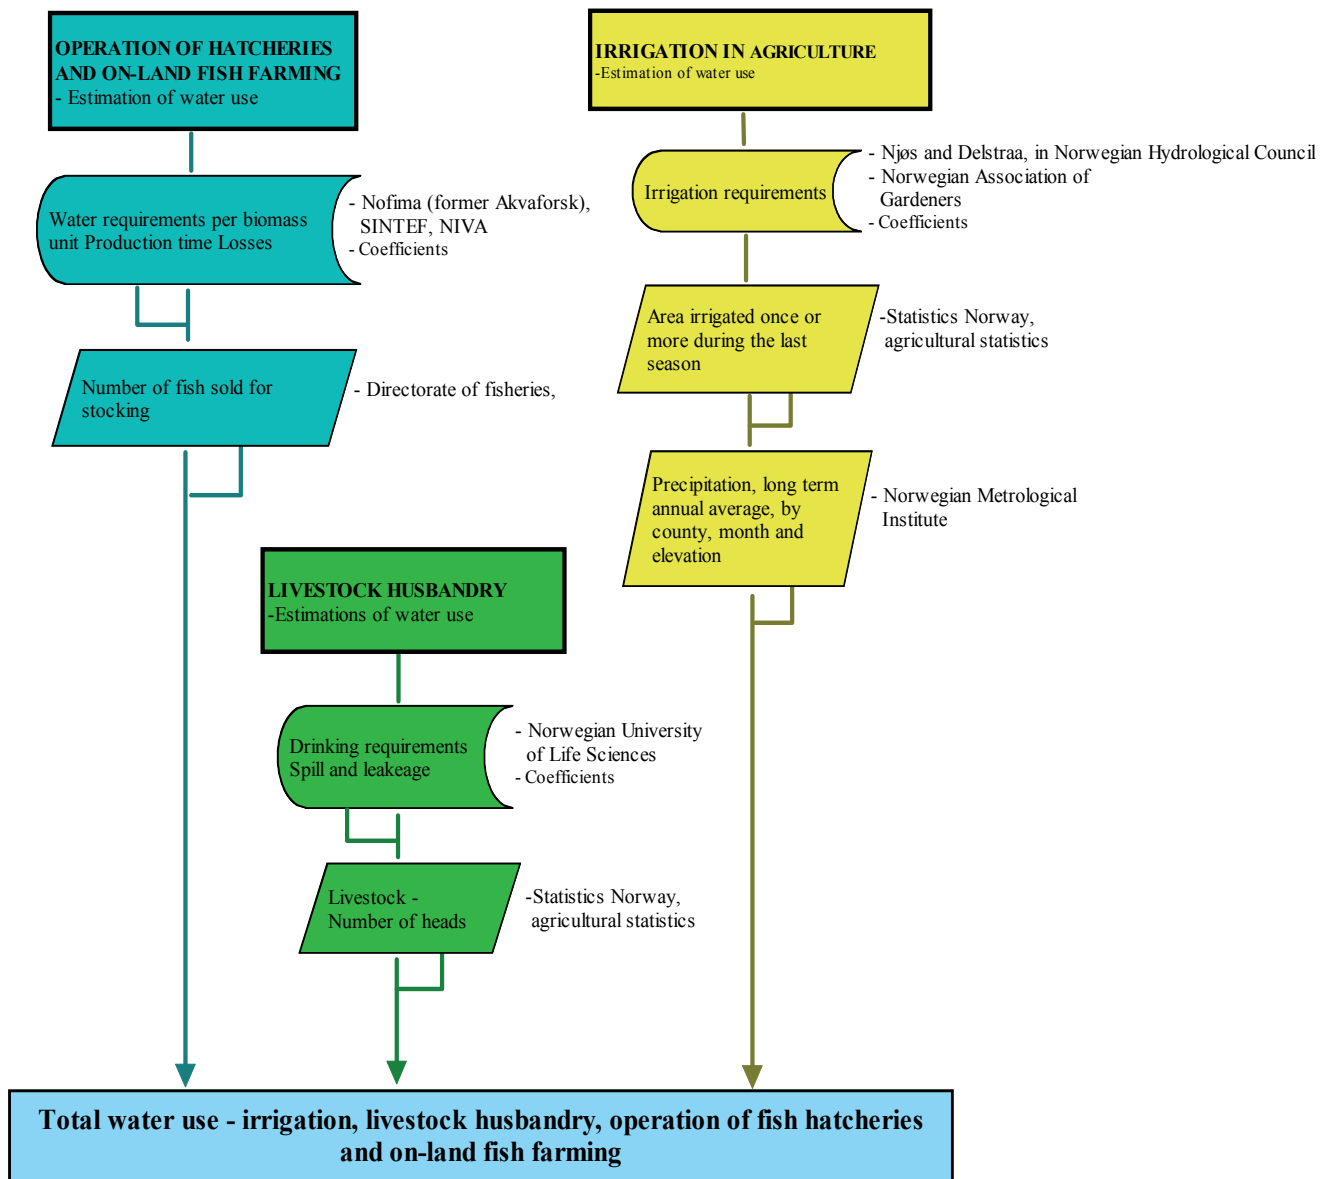 OPERATION OF HATCHERIES
AND ON-LAND FISH FARMING
- Estimation of water use
Water requirements per biomass
unit Production time Losses
- Nofima (former Akvaforsk),
SINTEF, NIVA
- Coefficients
Number of fish sold for
stocking
- Directorate of fisheries,
IRRIGATION IN AGRICULTURE
-Estimation of water use
Irrigation requirements
- Njøs and Delstraa, in Norwegian Hydrological Council
- Norwegian Association of
Gardeners
- Coefficients
Area irrigated once or
more during the last
season
-Statistics Norway,
agricultural statistics
Precipitation, long term
annual average, by
county, month and
elevation
- Norwegian Metrological
Institute
LIVESTOCK HUSBANDRY
-Estimations of water use
Drinking requirements
Spill and leakeage
- Norwegian University
of Life Sciences
- Coefficients
Livestock -
Number of heads
-Statistics Norway,
agricultural statistics
Total water use - irrigation, livestock husbandry, operation of fish hatcheries
and on-land fish farming